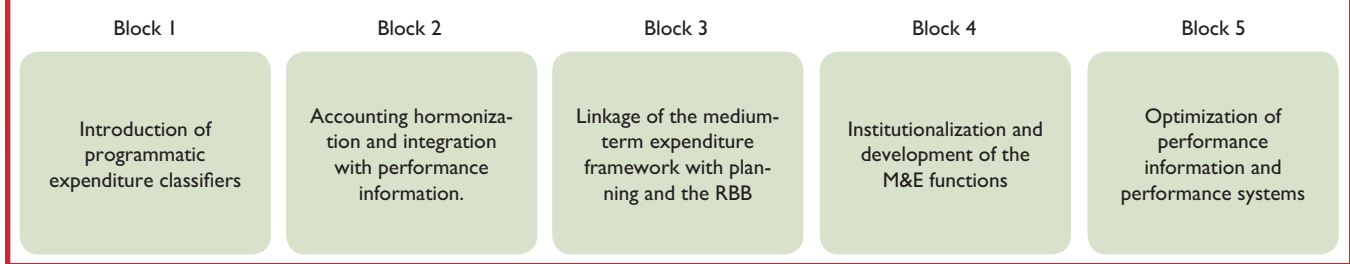 Block 1
Introduction of
programmatic
expenditure classifiers
Block 2
Accounting hormoniza-
tion and integration
with performance
information.
Block 3
Linkage of the medium-
term expenditure
framework with plan-
ning and the RBB
Block 4
Institutionalization and
development of the
M&E functions
Block 5
Optimization of
performance
information and
performance systems